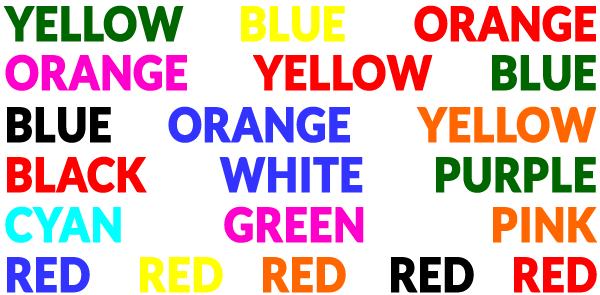 YELLOW BLUE ORANGE
ORANGE YELLOW BLUE
BLUE ORANGE YELLOW
BLACK WHITE PURPLE
CYAN GREEN PINK
RED RED RED RED RED